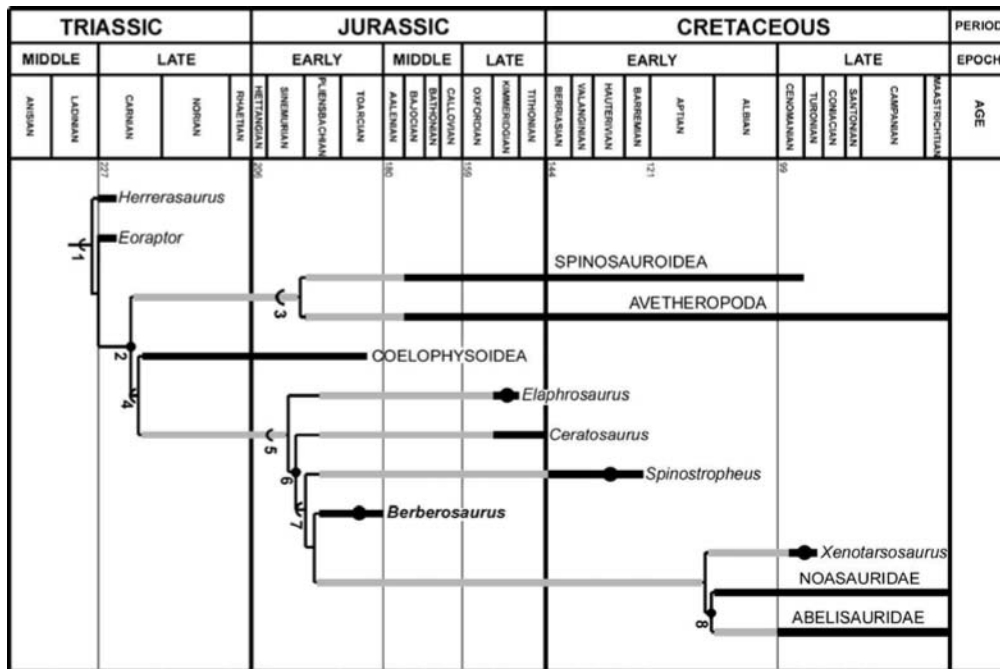 TRIASSIC JURASSIC CRETACEOUS PERIOD
MIDDLE LATE EARLY MIDDLE LATE EARLY LATE EPOCH
ANISIAN LADINIAN CARNIAN NORIAN RHAETIAN HETTANGIAN SINEMURIAN PLIENSBACHIAN TOARCIAN AALENIAN BAJOCIAN BATHONIAN CALLOVIAN OXFORDIAN KIMMERIDGIAN TITHONIAN BERRIASIAN VALANGINIAN HAUTERIVIAN BARREMIAN APTIAN ALBIAN CENOMANIAN TURONIAN CONIACIAN SANTONIAN CAMPANIAN MAASTRICHTIAN AGE
227 206 180 159 144 121 99
Herrerasaurus
Eoraptor
1
SPINOSAUROIDEA
3
AVETHEROPODA
2
COELOPHYSOIDEA
4
Elaphrosaurus
5
Ceratosaurus
6
Spinostropheus
7
Berberosaurus
Xenotarsosaurus
NOASAURIDAE
8
ABELISAURIDAE